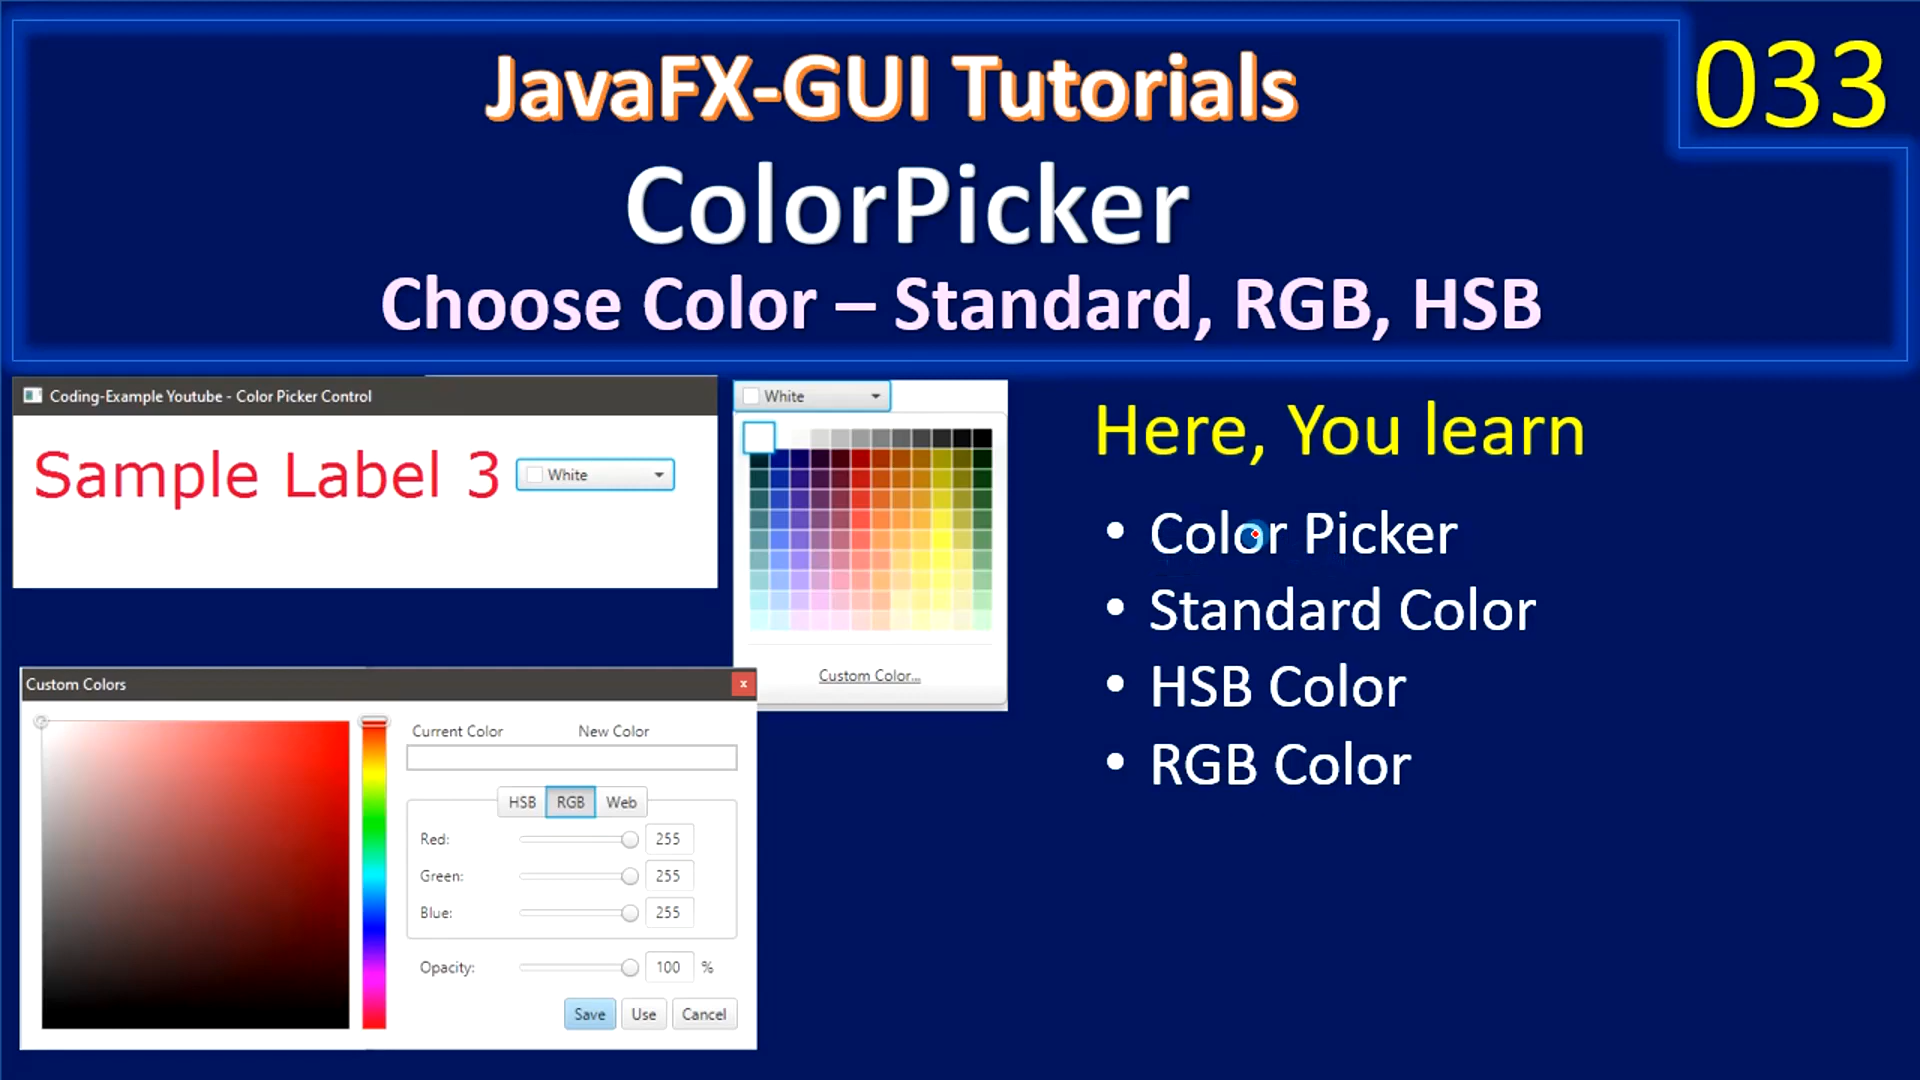 JavaFX-GUI Tutorials
033
ColorPicker
Choose Color – Standard, RGB, HSB
Coding-Example Youtube - Color Picker Control
Sample Label 3
White
White
Custom Color...
Here, You learn
• Color Picker
• Standard Color
• HSB Color
• RGB Color
Custom Colors
x
Current Color New Color
HSB RGB Web
Red: 255
Green: 255
Blue: 255
Opacity: 100 %
Save Use Cancel